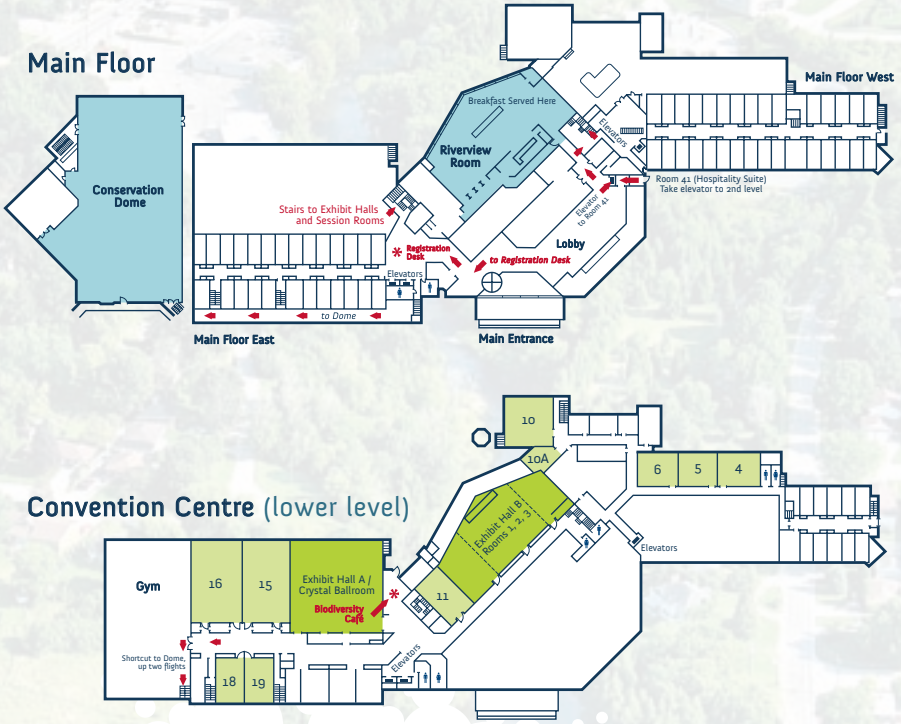 Main Floor
Main Floor West
Breakfast Served Here
Elevators
Riverview
Room
Room 41 (Hospitality Suite)
Take elevator to 2nd level
Conservation
Dome
Elevator
to Room 41
Stairs to Exhibit Halls
and Session Rooms
Lobby
* Registration
Desk
to Registration Desk
Elevators
to Dome
Main Floor East
Main Entrance
10
10A
6
5
4
Convention Centre (lower level)
Exhibit Hall B
Rooms 1, 2, 3
Elevators
Gym
16
15
Exhibit Hall A /
Crystal Ballroom
Biodiversity
Café
*
11
Shortcut to Dome,
up two flights
Elevators
18
19